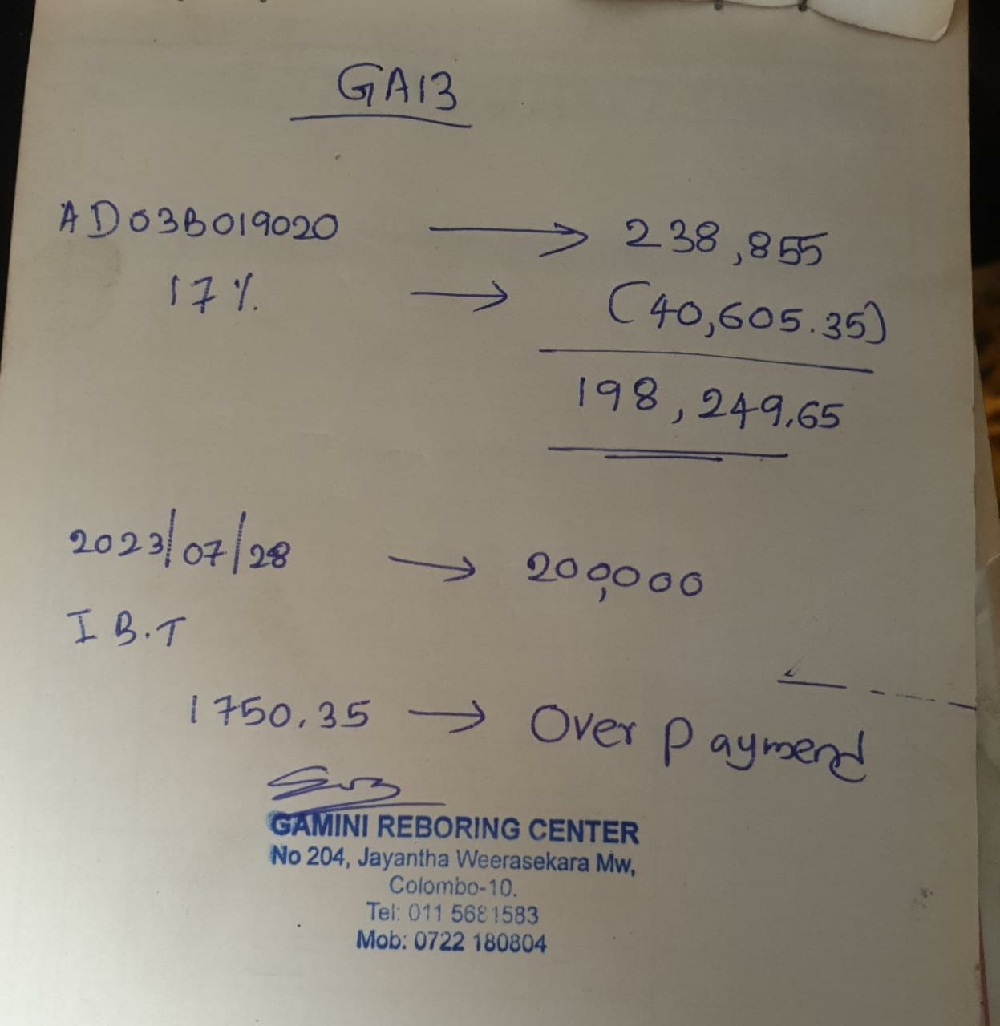 GA13
AD03B019020 → 238,855
17% → (40,605.35)
198,249.65
2023/07/28 → 200,000
I B.T
1750.35 → Over Paymend
GAMINI REBORING CENTER
No 204, Jayantha Weerasekara Mw,
Colombo-10.
Tel: 011 5681583
Mob: 0722 180804